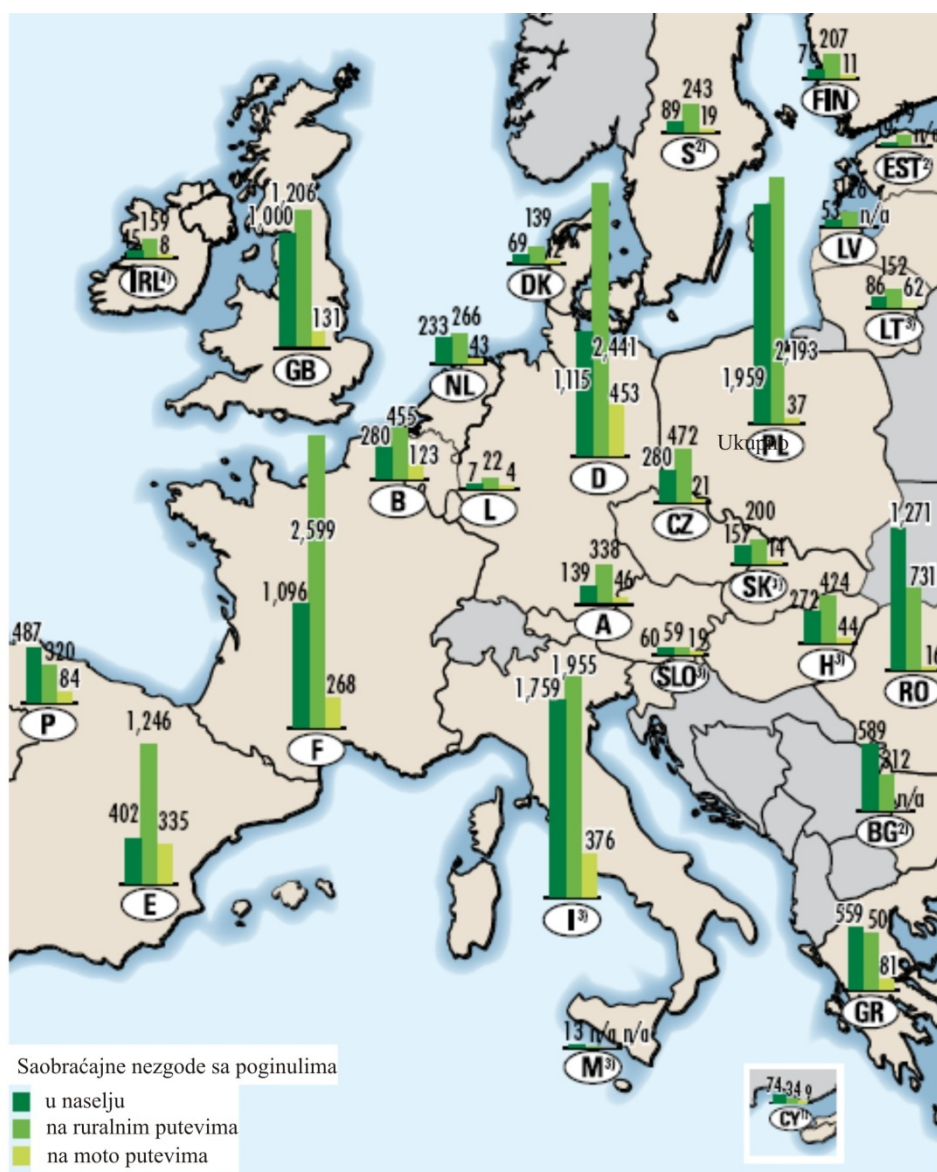 207
7 11
FIN
243
89 19
S2)
n/a
EST2)
53 n/a
LV
152
86 62
LT3)
1,206
1,000
131
GB
159
8
IRL4)
139
69
DK
233 266
43
NL
2,441
1,115
453
D
2,193
1,959
37
Ukupno
PL
455
280
123
B
7 22 4
L
472
280
21
CZ
200
157 14
SK3)
1,271
731
16
RO
2,599
1,096
268
F
338
139 46
A
424
272
44
H3)
60 59 19
SLO3)
487
320
84
P
1,955
1,759
376
I3)
589
312
n/a
BG2)
1,246
402 335
E
559 50
81
GR
13 n/a n/a
M3)
74 34 9
CY1)
Saobraćajne nezgode sa poginulima
u naselju
na ruralnim putevima
na moto putevima